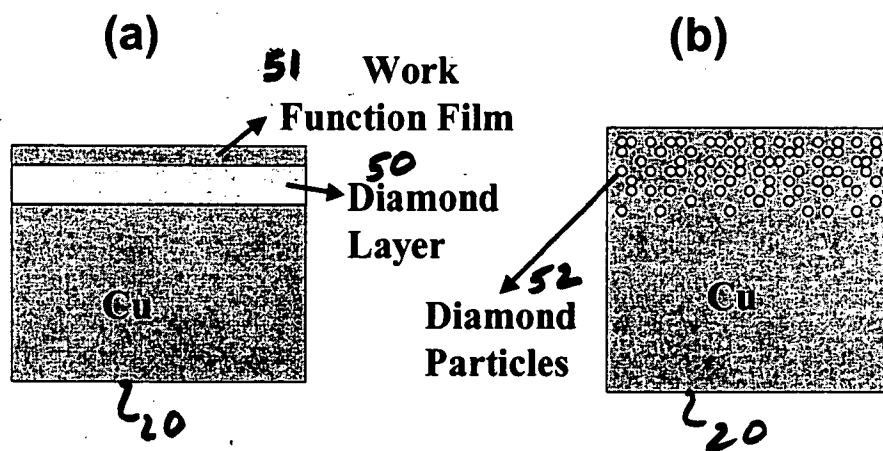 (a)
51 Work
Function Film
50
Diamond
Layer
Cu
20
(b)
52
Diamond
Particles
Cu
20